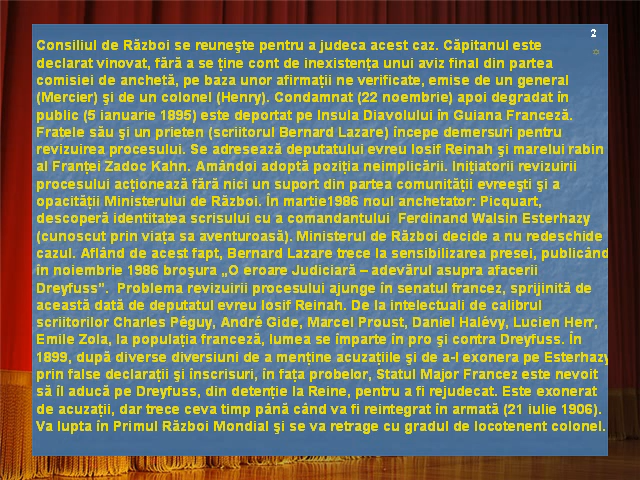 2
Consiliul de Război se reuneşte pentru a judeca acest caz. Căpitanul este
declarat vinovat, fără a se ţine cont de inexistenţa unui aviz final din partea
comisiei de anchetă, pe baza unor afirmaţii ne verificate, emise de un general
(Mercier) şi de un colonel (Henry). Condamnat (22 noembrie) apoi degradat în
public (5 ianuarie 1895) este deportat pe Insula Diavolului în Guiana Franceză.
Fratele său şi un prieten (scriitorul Bernard Lazare) începe demersuri pentru
revizuirea procesului. Se adresează deputatului evreu Iosif Reinah şi marelui rabin
al Franţei Zadoc Kahn. Amândoi adoptă poziţia neimplicării. Iniţiatorii revizuirii
procesului acţionează fără nici un suport din partea comunităţii evreeşti şi a
opacităţii Ministerului de Război. În martie1986 noul anchetator: Picquart,
descoperă identitatea scrisului cu a comandantului Ferdinand Walsin Esterhazy
(cunoscut prin viaţa sa aventuroasă). Ministerul de Război decide a nu redeschide
cazul. Aflând de acest fapt, Bernard Lazare trece la sensibilizarea presei, publicând
în noiembrie 1986 broşura „O eroare Judiciară – adevărul asupra afacerii
Dreyfuss”. Problema revizuirii procesului ajunge în senatul francez, sprijinită de
această dată de deputatul evreu Iosif Reinah. De la intelectuali de calibrul
scriitorilor Charles Péguy, André Gide, Marcel Proust, Daniel Halévy, Lucien Herr,
Emile Zola, la populaţia franceză, lumea se împarte în pro şi contra Dreyfuss. În
1899, după diverse diversiuni de a menţine acuzaţiile şi de a-l exonera pe Esterhazy
prin false declaraţii şi înscrisuri, în faţa probelor, Statul Major Francez este nevoit
să îl aducă pe Dreyfuss, din detenţie la Reine, pentru a fi rejudecat. Este exonerat
de acuzaţii, dar trece ceva timp până când va fi reintegrat în armată (21 iulie 1906).
Va lupta în Primul Război Mondial şi se va retrage cu gradul de locotenent colonel.